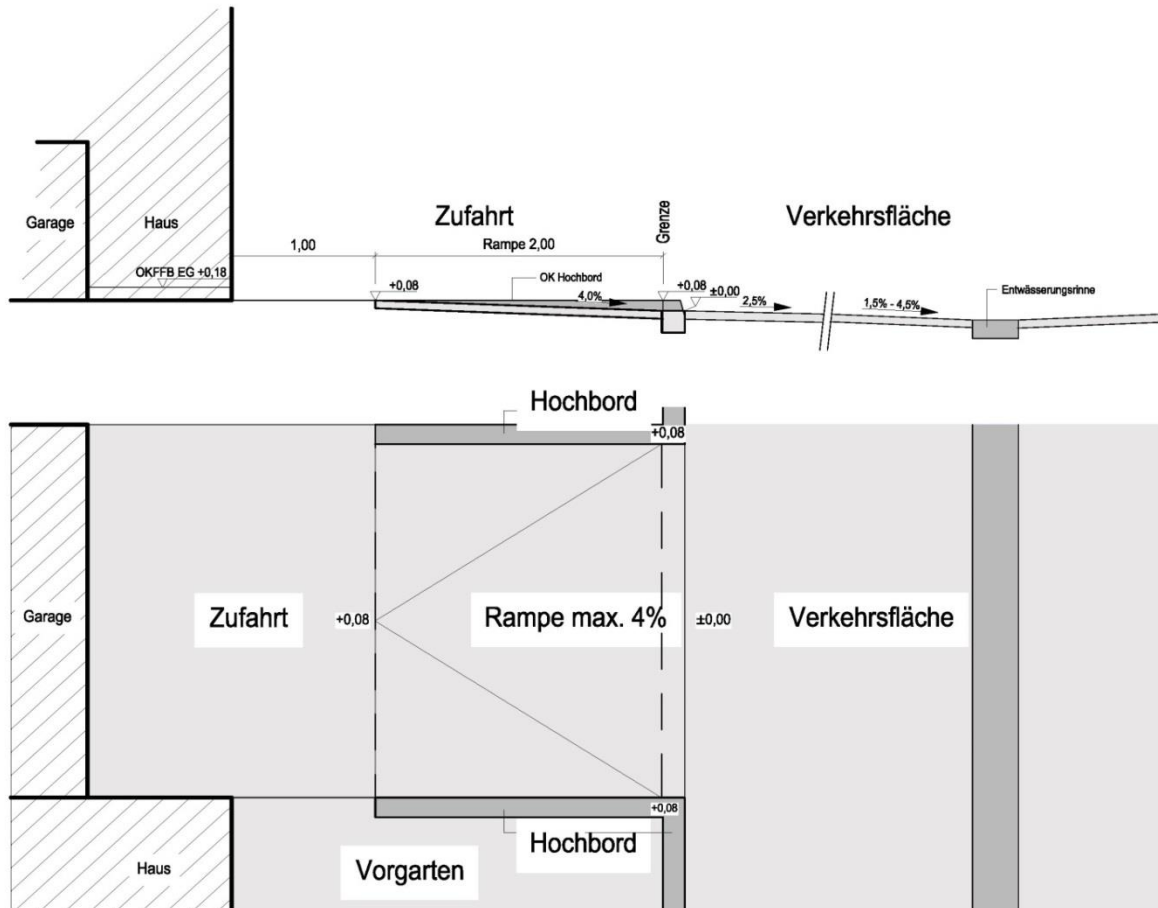 Zufahrt
Grenze
Verkehrsfläche
Garage
Haus
1,00
Rampe 2,00
OKFFB EG +0,18
+0,08
OK Hochbord
4,0%
+0,08
±0,00
2,5%
1,5% - 4,5%
Entwässerungsrinne
Hochbord
+0,08
Garage
Zufahrt
+0,08
Rampe max. 4%
±0,00
Verkehrsfläche
+0,08
Hochbord
Haus
Vorgarten